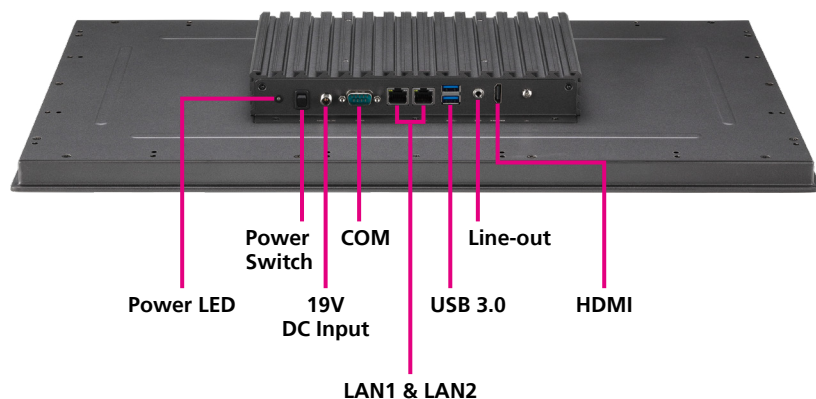 Power
Switch
COM
Line-out
Power LED
19V
DC Input
USB 3.0
HDMI
LAN1 & LAN2